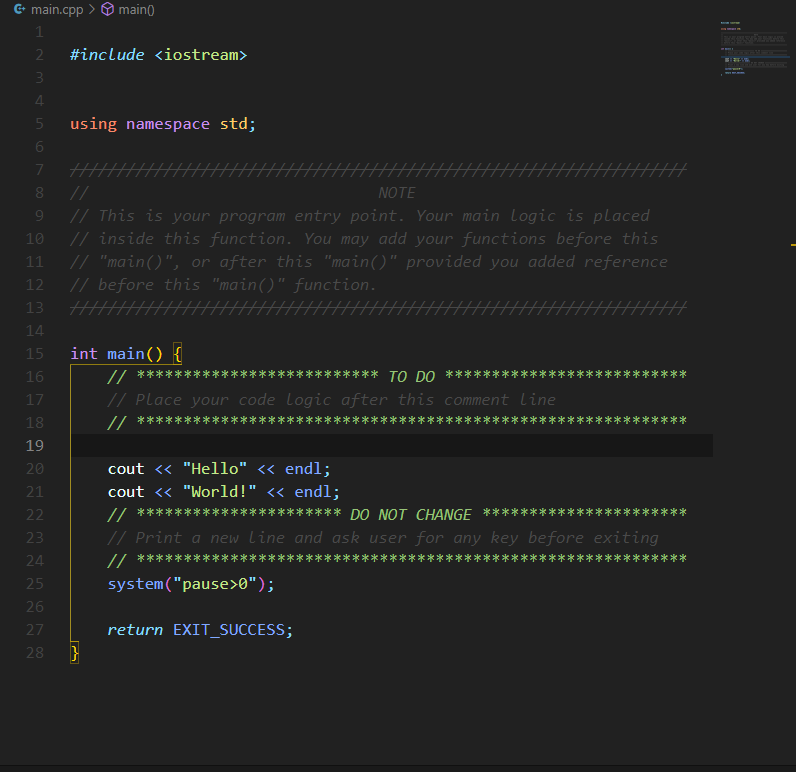 main.cpp > main()
1
2 #include <iostream>
3
4
5 using namespace std;
6
7 //////////////////////////////////////////////////////////////////
8 // NOTE
9 // This is your program entry point. Your main logic is placed
10 // inside this function. You may add your functions before this
11 // "main()", or after this "main()" provided you added reference
12 // before this "main()" function.
13 //////////////////////////////////////////////////////////////////
14
15 int main() {
16 // ************************** TO DO **************************
17 // Place your code logic after this comment line
18 // ***********************************************************
19
20 cout << "Hello" << endl;
21 cout << "World!" << endl;
22 // ********************** DO NOT CHANGE **********************
23 // Print a new line and ask user for any key before exiting
24 // ***********************************************************
25 system("pause>0");
26
27 return EXIT_SUCCESS;
28 }